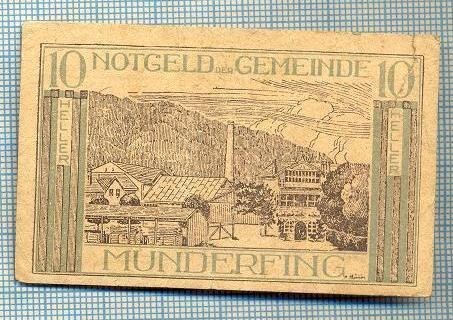 10 NOTGELD DER GEMEINDE 10
HELLER
HELLER
MUNDERFING